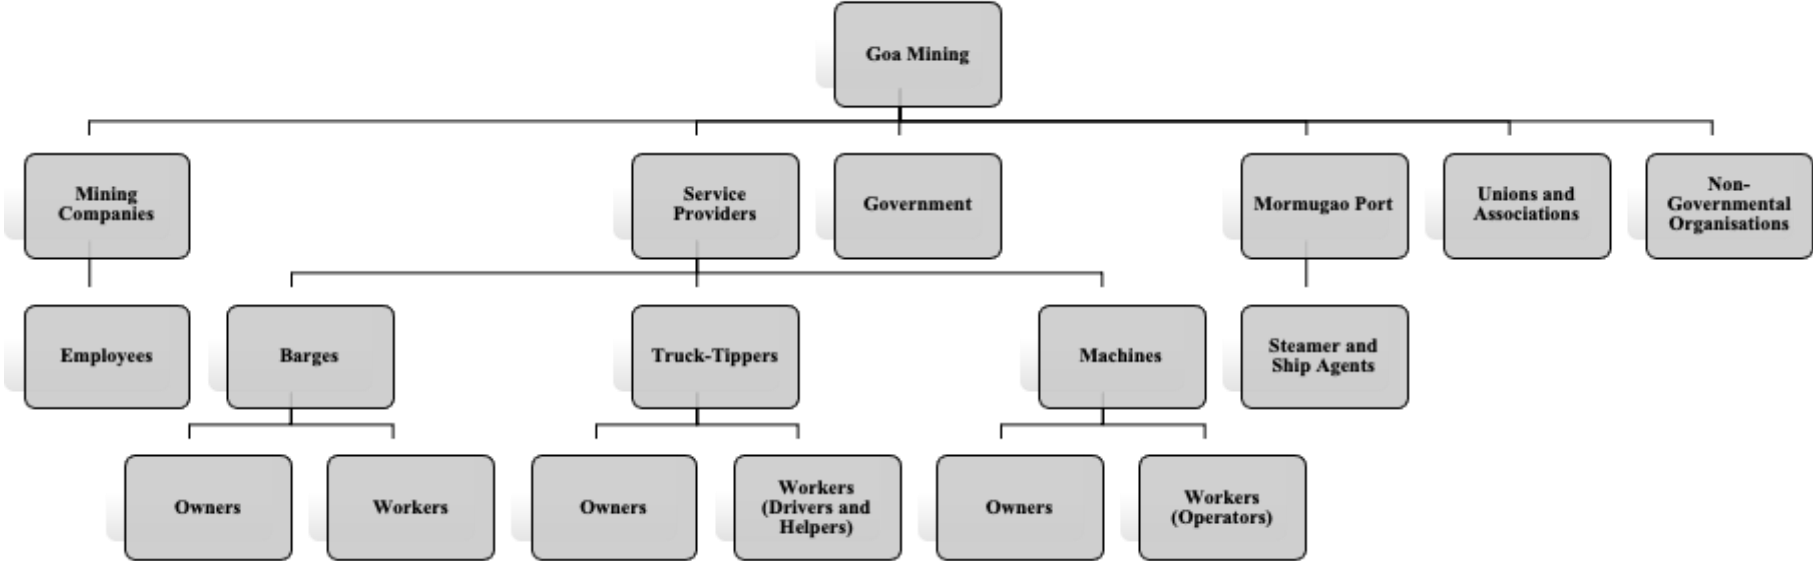 Goa Mining
Mining
Companies
Service
Providers
Government
Mormugao Port
Unions and
Associations
Non-
Governmental
Organisations
Employees
Barges
Truck-Tippers
Machines
Steamer and
Ship Agents
Owners
Workers
Owners
Workers
(Drivers and
Helpers)
Owners
Workers
(Operators)